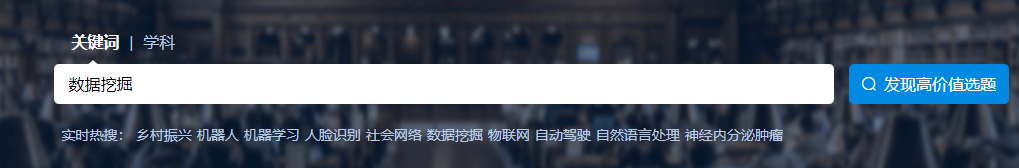 关键词 | 学科
数据挖掘 发现高价值选题
实时热搜: 乡村振兴 机器人 机器学习 人脸识别 社会网络 数据挖掘 物联网 自动驾驶 自然语言处理 神经内分泌肿瘤